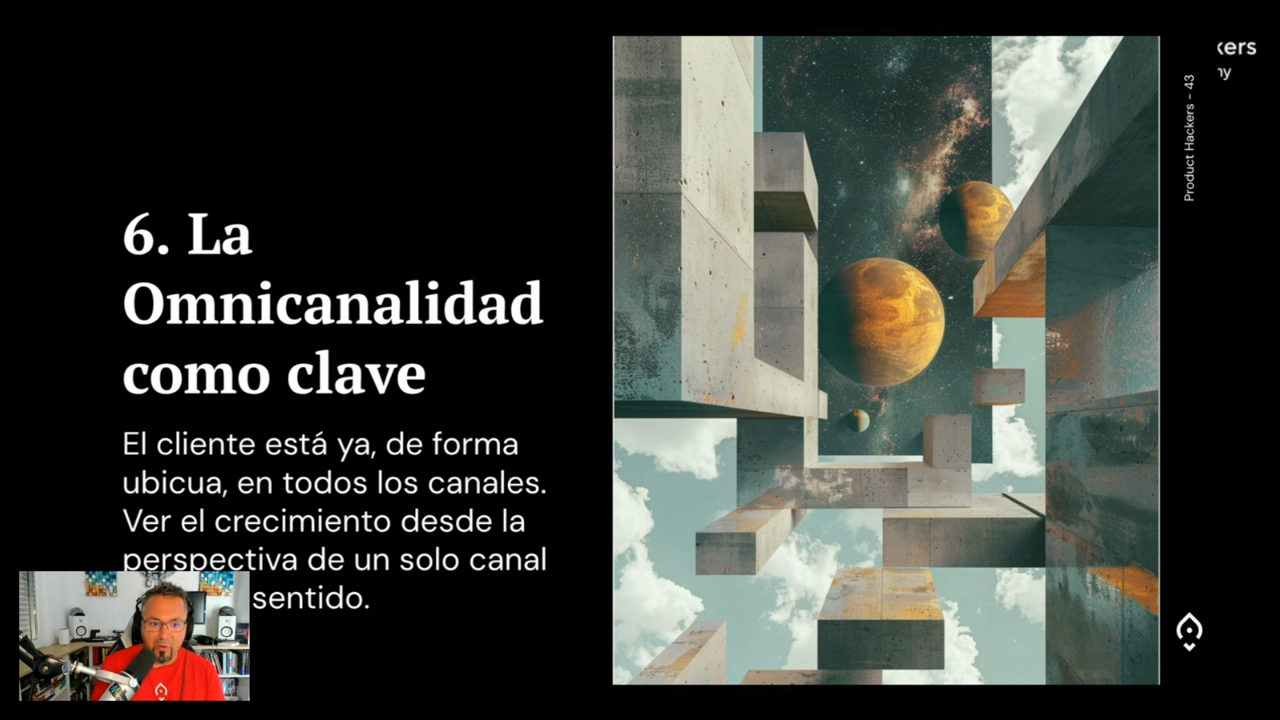 6. La
Omnicanalidad
como clave
El cliente está ya, de forma
ubicua, en todos los canales.
Ver el crecimiento desde la
perspectiva de un solo canal
sentido.
Product Hackers – 43